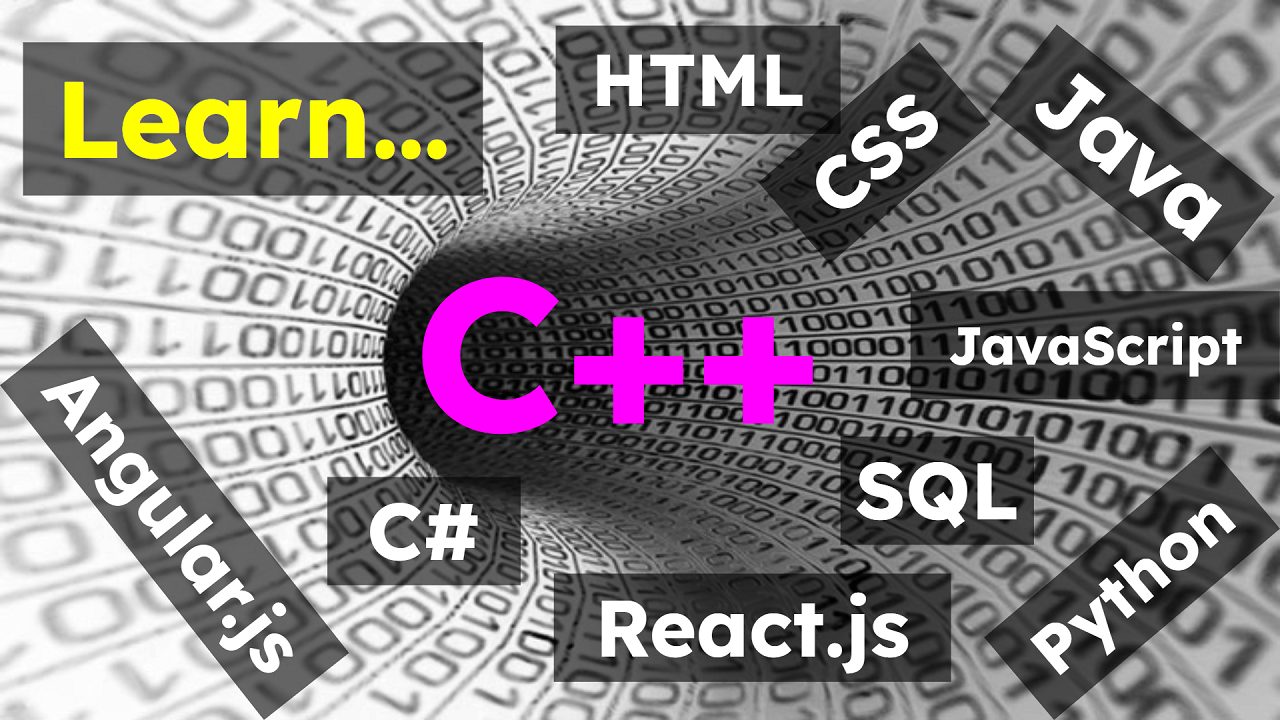 Learn...
HTML
CSS
Java
C++
JavaScript
Angular.js
C#
SQL
Python
React.js